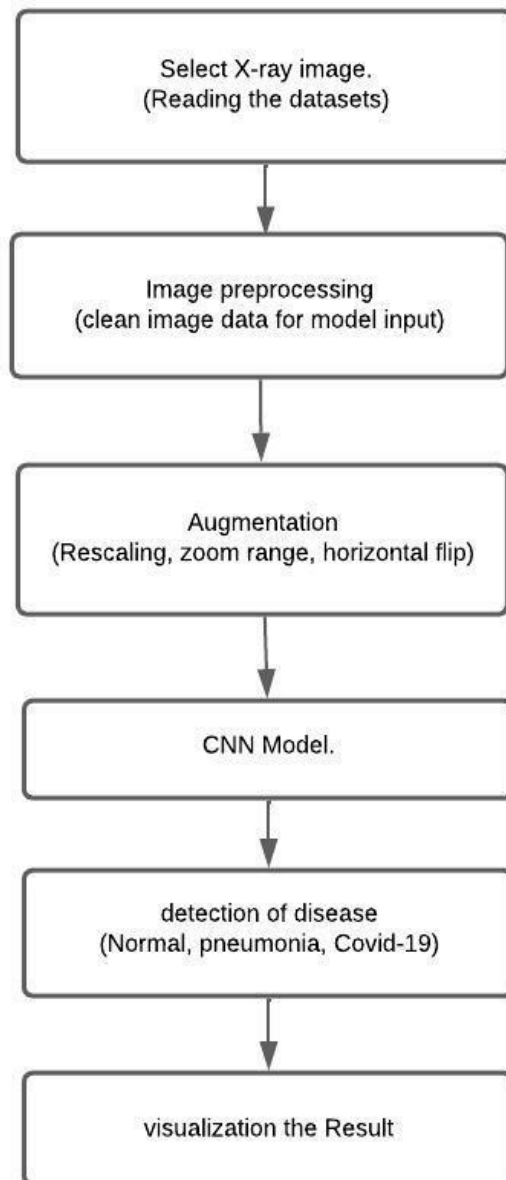 Select X-ray image.
(Reading the datasets)
Image preprocessing
(clean image data for model input)
Augmentation
(Rescaling, zoom range, horizontal flip)
CNN Model.
detection of disease
(Normal, pneumonia, Covid-19)
visualization the Result